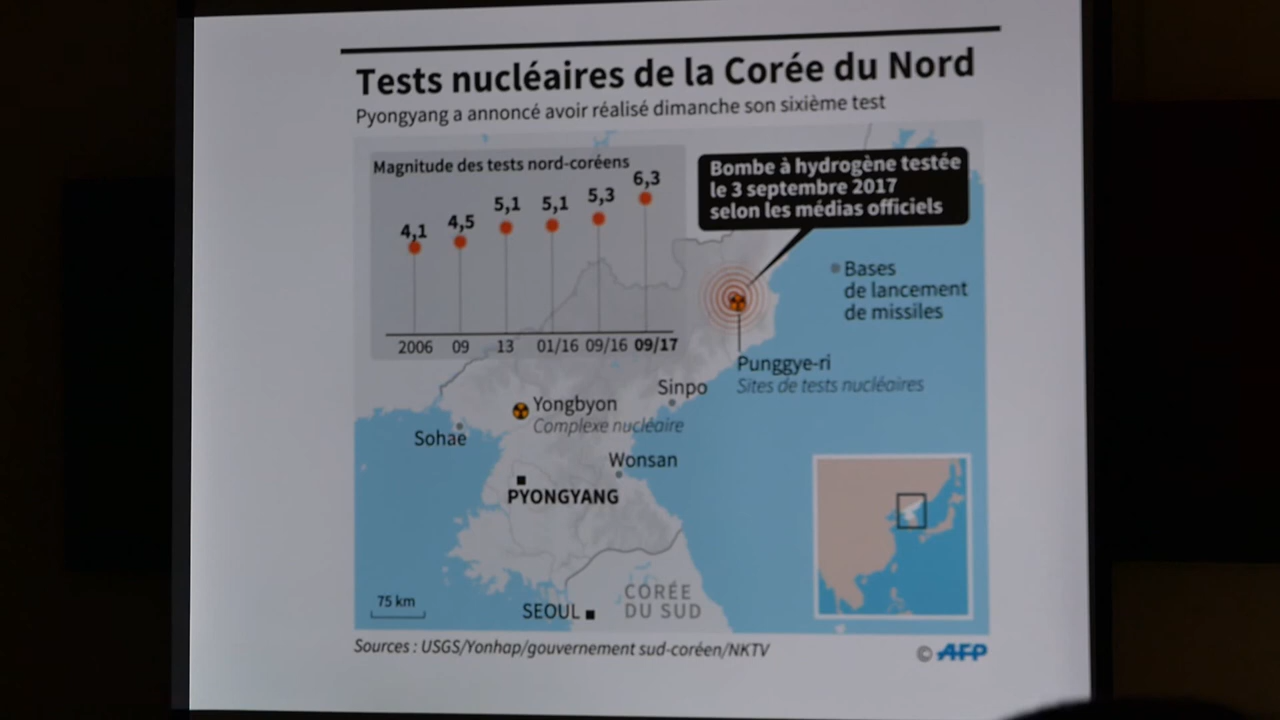 Tests nucléaires de la Corée du Nord
Pyongyang a annoncé avoir réalisé dimanche son sixième test
Magnitude des tests nord-coréens
4,1
4,5
5,1
5,1
5,3
6,3
2006 09 13 01/16 09/16 09/17
Bombe à hydrogène testée
le 3 septembre 2017
selon les médias officiels
Bases
de lancement
de missiles
Punggye-ri
Sites de tests nucléaires
Sinpo
Yongbyon
Complexe nucléaire
Sohae
Wonsan
PYONGYANG
CORÉE
DU SUD
SEOUL
75 km
Sources : USGS/Yonhap/gouvernement sud-coréen/NKTV
© AFP